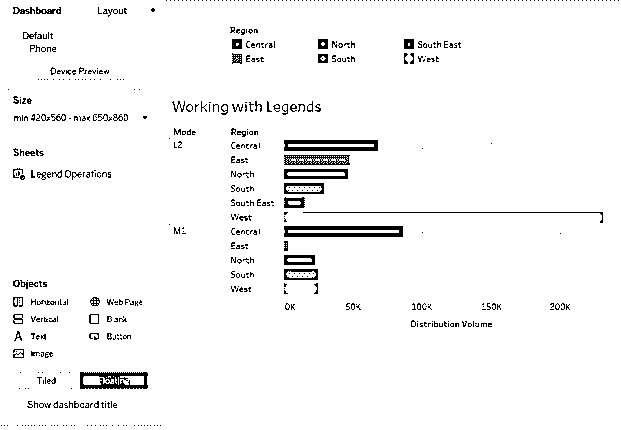 Dashboard Layout
Default
Phone
Device Preview
Size
min 420x560 - max 650x860
Sheets
Legend Operations
Objects
Horizontal Web Page
Vertical Blank
Text Button
Image
Tiled Floating
Show dashboard title
Region
Central North South East
East South West
Working with Legends
Mode Region
L2 Central
East
North
South
South East
West
M1 Central
East
North
South
West
0K 50K 100K 150K 200K
Distribution Volume